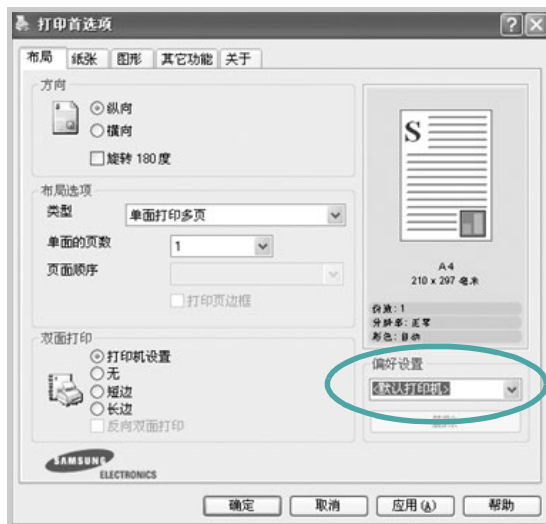 打印首选项
布局 纸张 图形 其它功能 关于
方向
纵向
横向
旋转 180 度
布局选项
类型 单面打印多页
单面的页数 1
页面顺序
打印页边框
双面打印
打印机设置
无
短边
长边
反向双面打印
S
A4
210 x 297 毫米
份数: 1
分辨率: 正常
颜色: 自动
偏好设置
<默认打印机>
删除
SAMSUNG
ELECTRONICS
确定 取消 应用 (A) 帮助